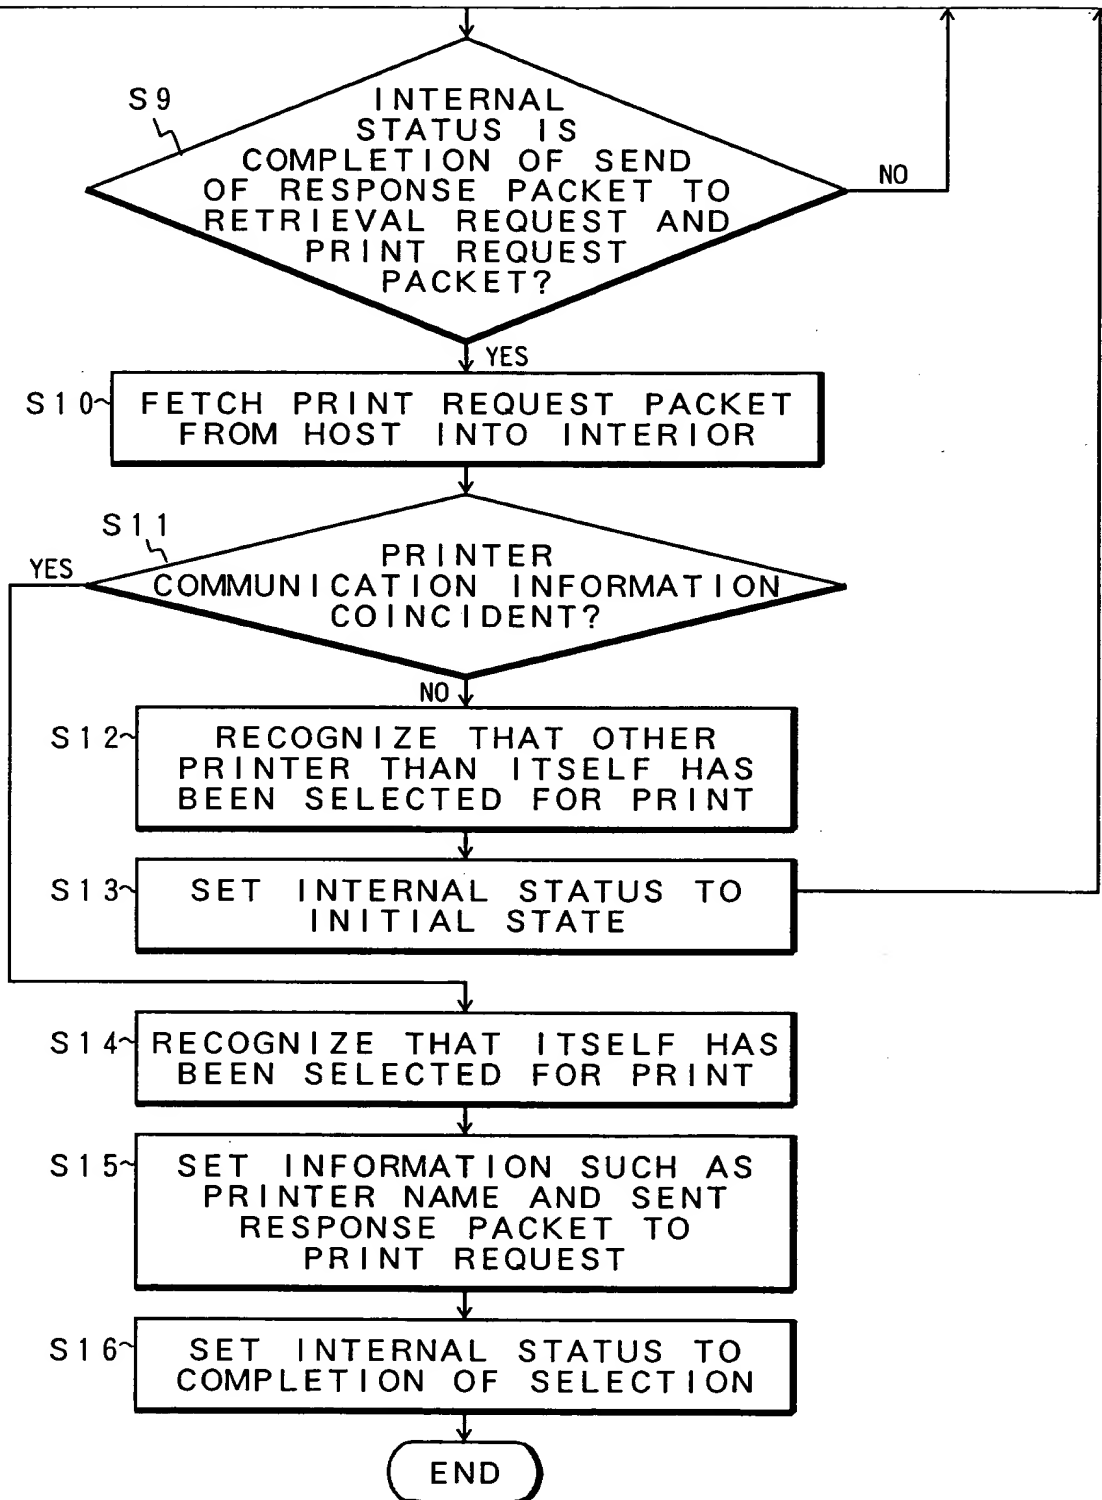 S9
INTERNAL
STATUS IS
COMPLETION OF SEND
OF RESPONSE PACKET TO
RETRIEVAL REQUEST AND
PRINT REQUEST
PACKET?
NO
YES
S10
FETCH PRINT REQUEST PACKET
FROM HOST INTO INTERIOR
S11
YES
PRINTER
COMMUNICATION INFORMATION
COINCIDENT?
NO
S12
RECOGNIZE THAT OTHER
PRINTER THAN ITSELF HAS
BEEN SELECTED FOR PRINT
S13
SET INTERNAL STATUS TO
INITIAL STATE
S14
RECOGNIZE THAT ITSELF HAS
BEEN SELECTED FOR PRINT
S15
SET INFORMATION SUCH AS
PRINTER NAME AND SENT
RESPONSE PACKET TO
PRINT REQUEST
S16
SET INTERNAL STATUS TO
COMPLETION OF SELECTION
END